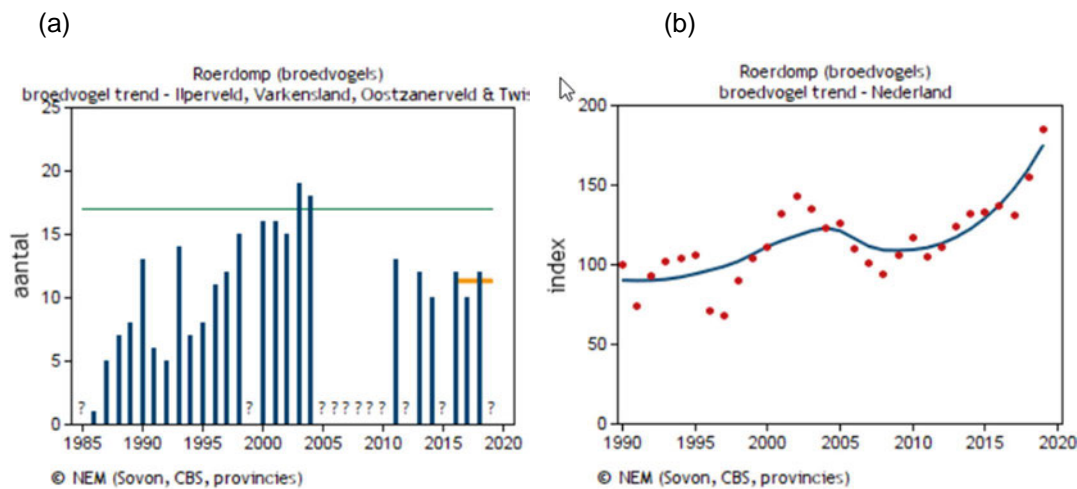 (a)
(b)
Roerdomp (broedvogels)
broedvogel trend - Ilperveld, Varkensland, Oostzanerveld & Twis
25
20
15
10
5
0
aantal
? ? ? ? ? ? ? ? ? ?
1985 1990 1995 2000 2005 2010 2015 2020
© NEM (Sovon, CBS, provincies)
Roerdomp (broedvogels)
broedvogel trend - Nederland
200
150
100
50
0
index
1990 1995 2000 2005 2010 2015 2020
© NEM (Sovon, CBS, provincies)